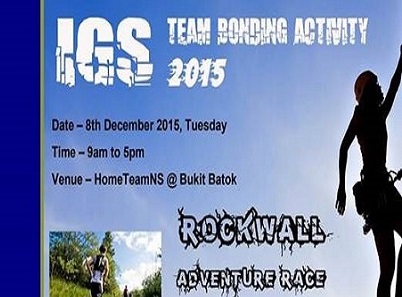 IGS TEAM BONDING ACTIVITY
2015
Date – 8th December 2015, Tuesday
Time – 9am to 5pm
Venue – HomeTeamNS @ Bukit Batok
ROCKWALL
ADVENTURE RACE